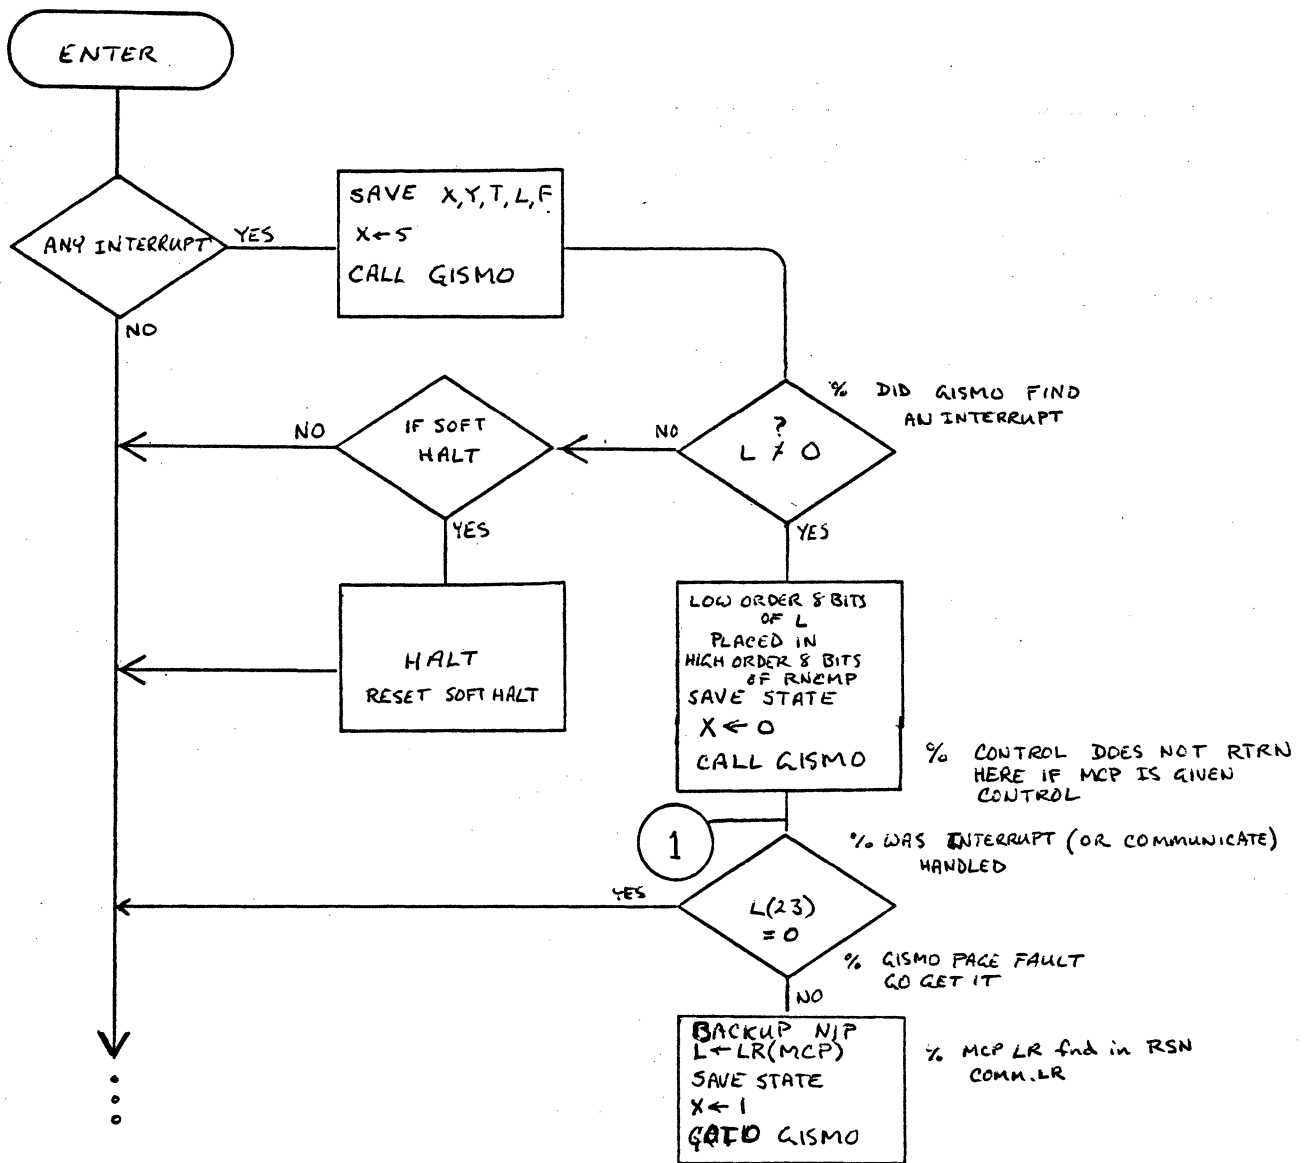 ENTER
ANY INTERRUPT
YES
NO
SAVE X,Y,T,L,F
X←5
CALL GISMO
% DID GISMO FIND
AN INTERRUPT
?
L ≠ 0
NO
YES
IF SOFT
HALT
NO
YES
HALT
RESET SOFT HALT
LOW ORDER 8 BITS
OF L
PLACED IN
HIGH ORDER 8 BITS
OF RNCMP
SAVE STATE
X ← 0
CALL GISMO
% CONTROL DOES NOT RTRN
HERE IF MCP IS GIVEN
CONTROL
1
% WAS INTERRUPT (OR COMMUNICATE)
HANDLED
YES
L(23)
= 0
% GISMO PAGE FAULT
GO GET IT
NO
BACKUP NIP
L←LR(MCP)
SAVE STATE
X←1
GOTO GISMO
% MCP LR fnd in RSN
COMM.LR